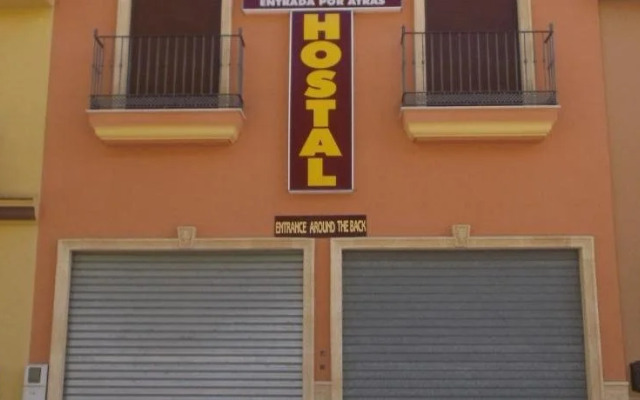 ENTRADA POR ATRAS
HOSTAL
ENTRANCE AROUND THE BACK